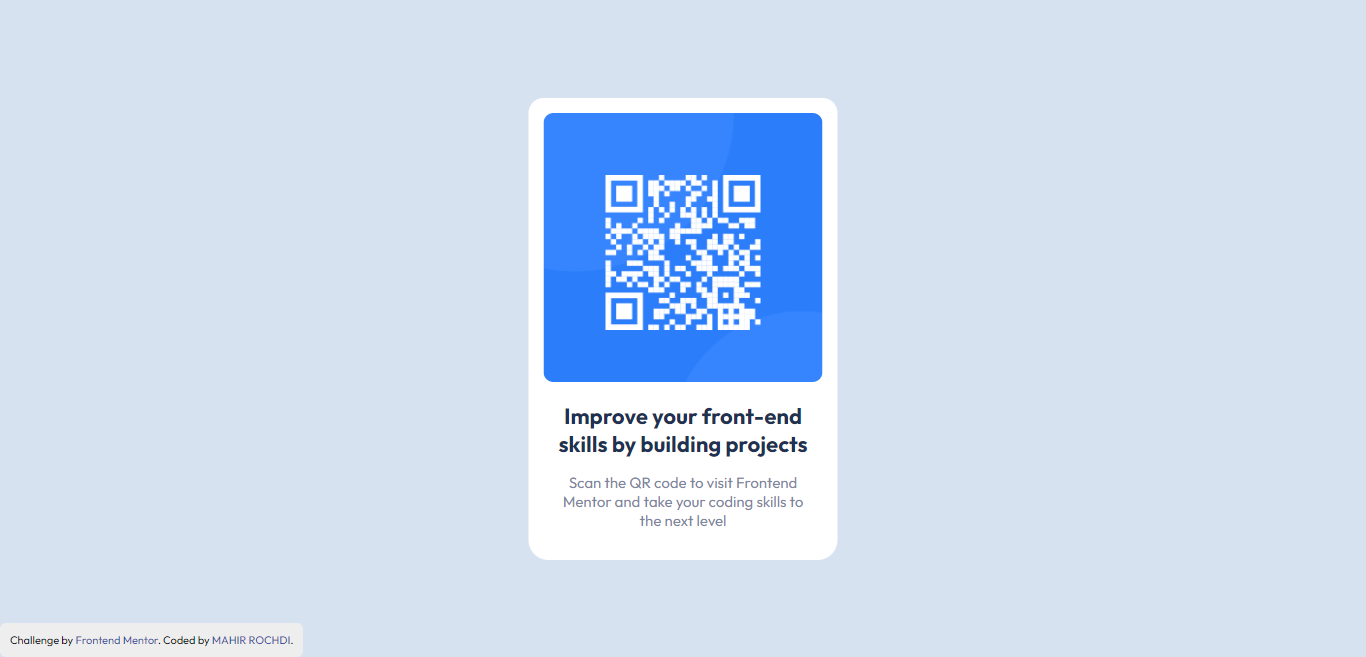 Improve your front-end
skills by building projects
Scan the QR code to visit Frontend
Mentor and take your coding skills to
the next level
Challenge by Frontend Mentor. Coded by MAHIR ROCHDI.